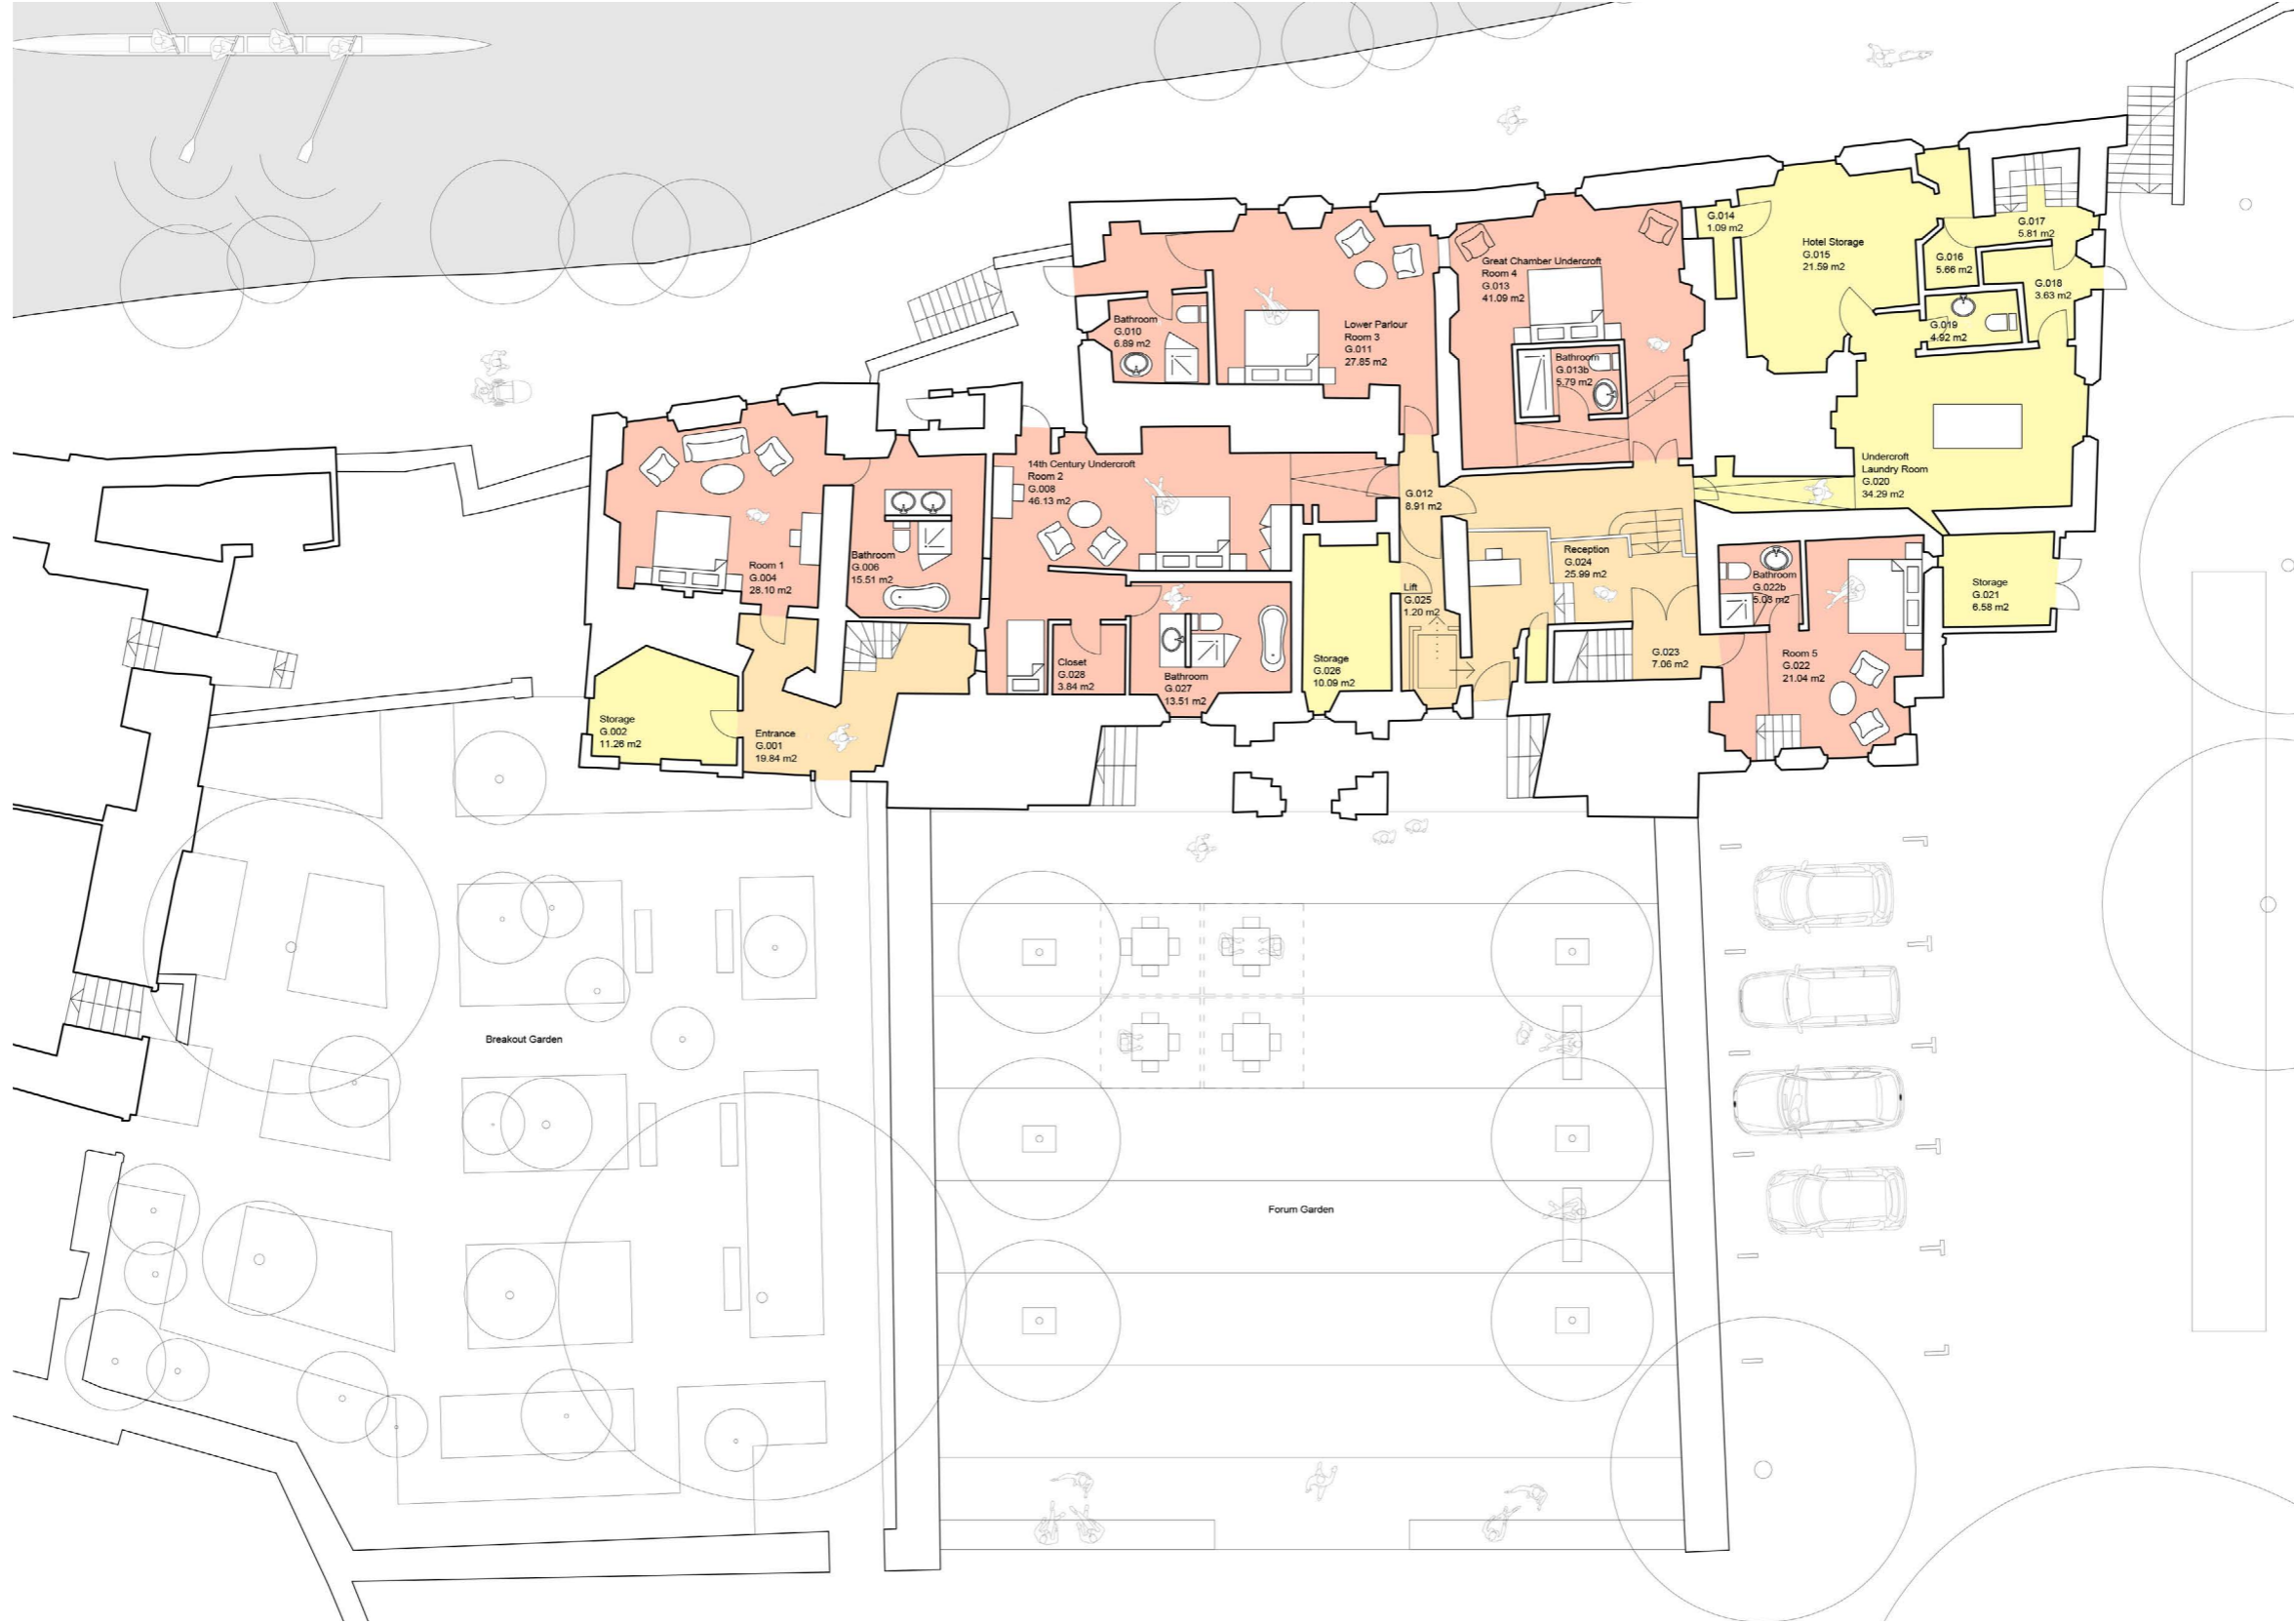 G.014
1.09 m2
G.017
5.81 m2
Hotel Storage
G.015
21.59 m2
G.016
5.66 m2
G.018
3.63 m2
Great Chamber Undercroft
Room 4
G.013
41.09 m2
Bathroom
G.010
6.89 m2
Lower Parlour
Room 3
G.011
27.85 m2
G.019
4.92 m2
Bathroom
G.013b
5.79 m2
14th Century Undercroft
Room 2
G.008
46.13 m2
Undercroft
Laundry Room
G.020
34.29 m2
G.012
8.91 m2
Bathroom
G.006
15.51 m2
Room 1
G.004
28.10 m2
Reception
G.024
25.99 m2
Lift
G.025
1.20 m2
Bathroom
G.022b
5.03 m2
Storage
G.021
6.58 m2
Closet
G.028
3.84 m2
Bathroom
G.027
13.51 m2
Storage
G.026
10.09 m2
G.023
7.06 m2
Room 5
G.022
21.04 m2
Storage
G.002
11.26 m2
Entrance
G.001
19.84 m2
Breakout Garden
Forum Garden